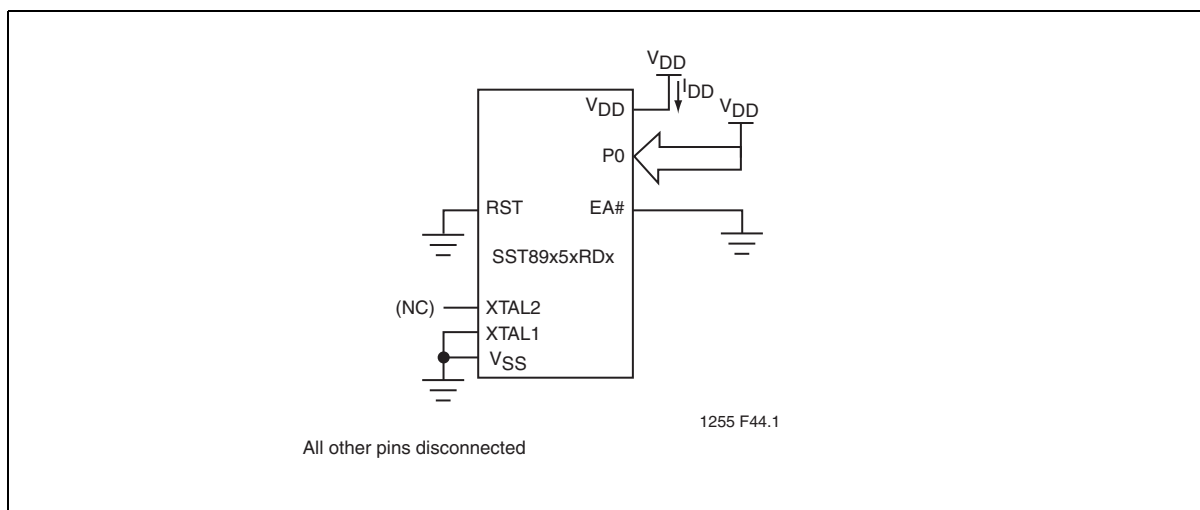 VDD
IDD
VDD
VDD
P0
RST
EA#
SST89x5xRDx
(NC)
XTAL2
XTAL1
VSS
1255 F44.1
All other pins disconnected